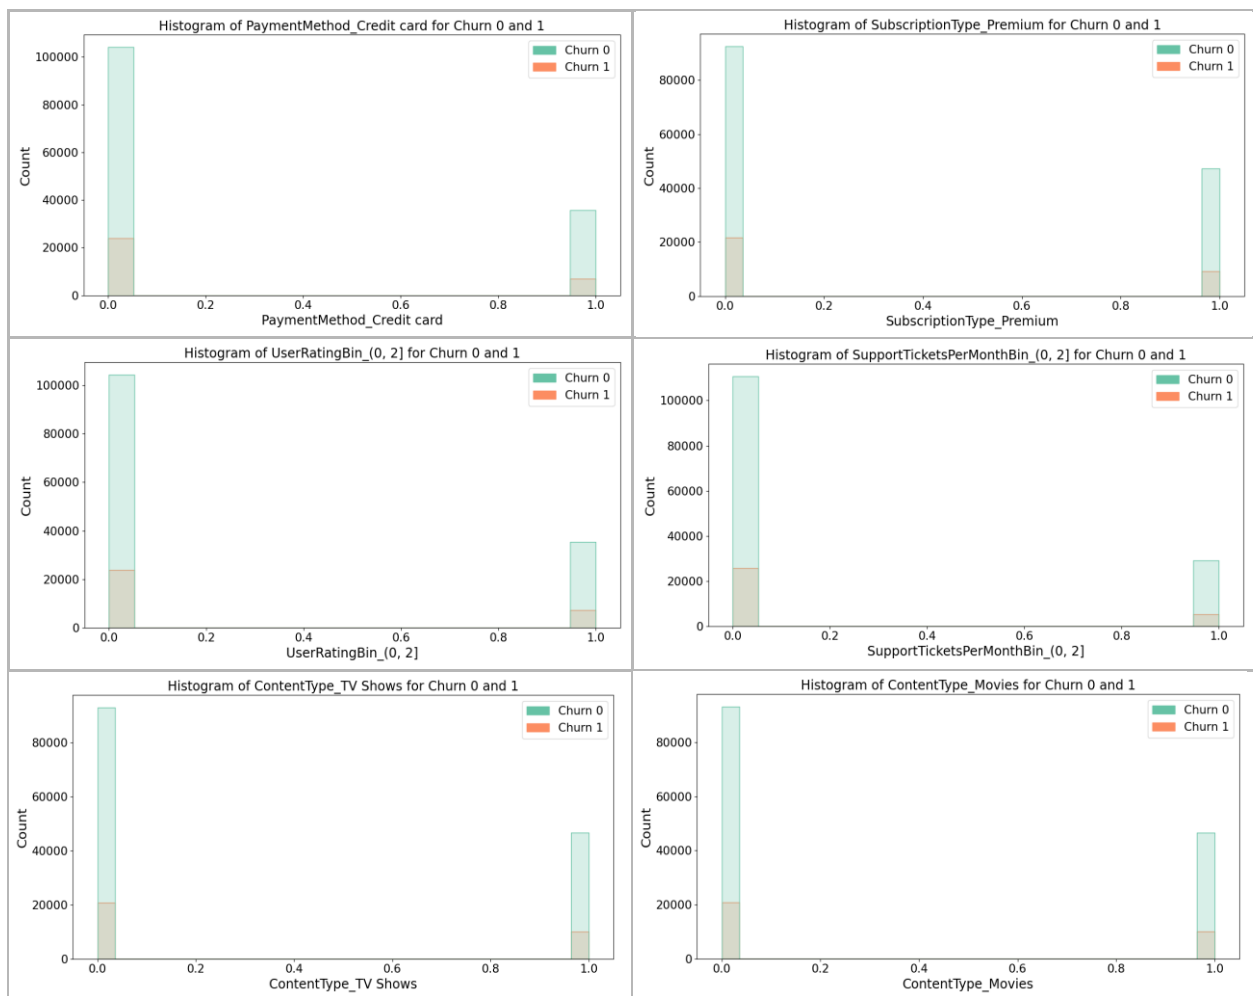 Histogram of PaymentMethod_Credit card for Churn 0 and 1
Churn 0
Churn 1
100000
80000
60000
40000
20000
0
Count
0.0 0.2 0.4 0.6 0.8 1.0
PaymentMethod_Credit card
Histogram of SubscriptionType_Premium for Churn 0 and 1
Churn 0
Churn 1
80000
60000
40000
20000
0
Count
0.0 0.2 0.4 0.6 0.8 1.0
SubscriptionType_Premium
Histogram of UserRatingBin_(0, 2] for Churn 0 and 1
Churn 0
Churn 1
100000
80000
60000
40000
20000
0
Count
0.0 0.2 0.4 0.6 0.8 1.0
UserRatingBin_(0, 2]
Histogram of SupportTicketsPerMonthBin_(0, 2] for Churn 0 and 1
Churn 0
Churn 1
100000
80000
60000
40000
20000
0
Count
0.0 0.2 0.4 0.6 0.8 1.0
SupportTicketsPerMonthBin_(0, 2]
Histogram of ContentType_TV Shows for Churn 0 and 1
Churn 0
Churn 1
80000
60000
40000
20000
0
Count
0.0 0.2 0.4 0.6 0.8 1.0
ContentType_TV Shows
Histogram of ContentType_Movies for Churn 0 and 1
Churn 0
Churn 1
80000
60000
40000
20000
0
Count
0.0 0.2 0.4 0.6 0.8 1.0
ContentType_Movies